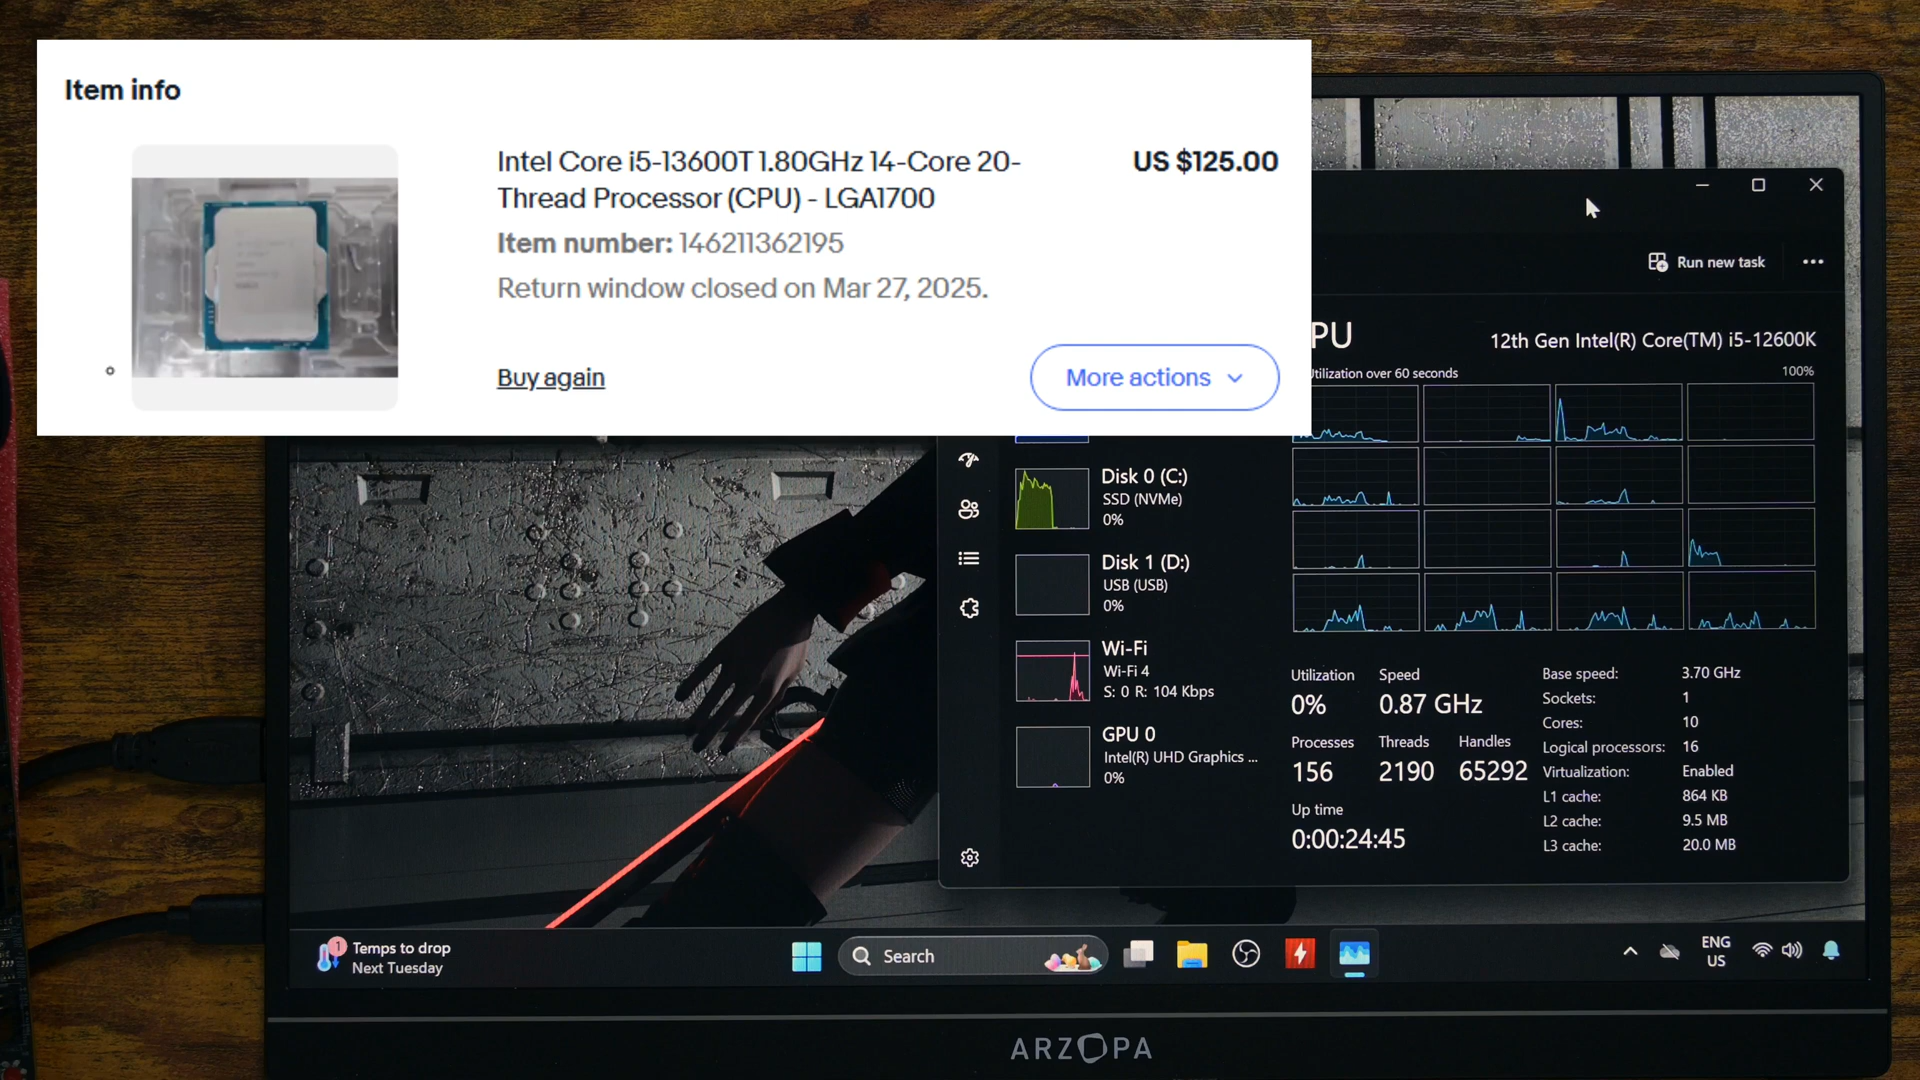 Item info
Intel Core i5-13600T 1.80GHz 14-Core 20-
Thread Processor (CPU) - LGA1700
US $125.00
Item number: 146211362195
Return window closed on Mar 27, 2025.
Buy again
More actions
Run new task
PU
12th Gen Intel(R) Core(TM) i5-12600K
Utilization over 60 seconds
100%
Disk 0 (C:)
SSD (NVMe)
0%
Disk 1 (D:)
USB (USB)
0%
Wi-Fi
Wi-Fi 4
S: 0 R: 104 Kbps
GPU 0
Intel(R) UHD Graphics ...
0%
Utilization
Speed
0%
0.87 GHz
Processes
Threads
Handles
156
2190
65292
Up time
0:00:24:45
Base speed:
3.70 GHz
Sockets:
1
Cores:
10
Logical processors:
16
Virtualization:
Enabled
L1 cache:
864 KB
L2 cache:
9.5 MB
L3 cache:
20.0 MB
1
Temps to drop
Next Tuesday
Search
ENG
US
ARZOPA